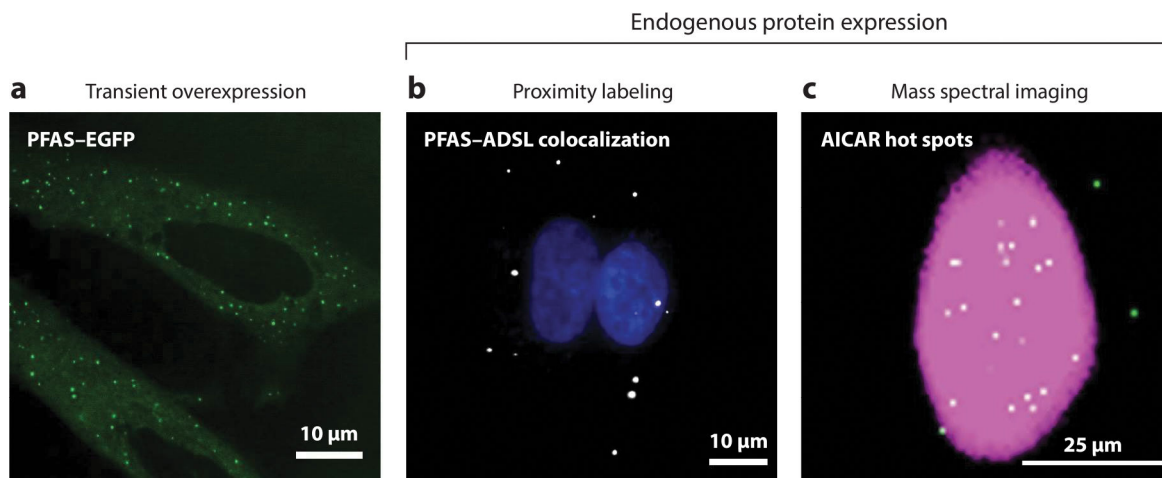 Endogenous protein expression
a Transient overexpression
b Proximity labeling
c Mass spectral imaging
PFAS–EGFP
PFAS–ADSL colocalization
AICAR hot spots
10 µm
10 µm
25 µm